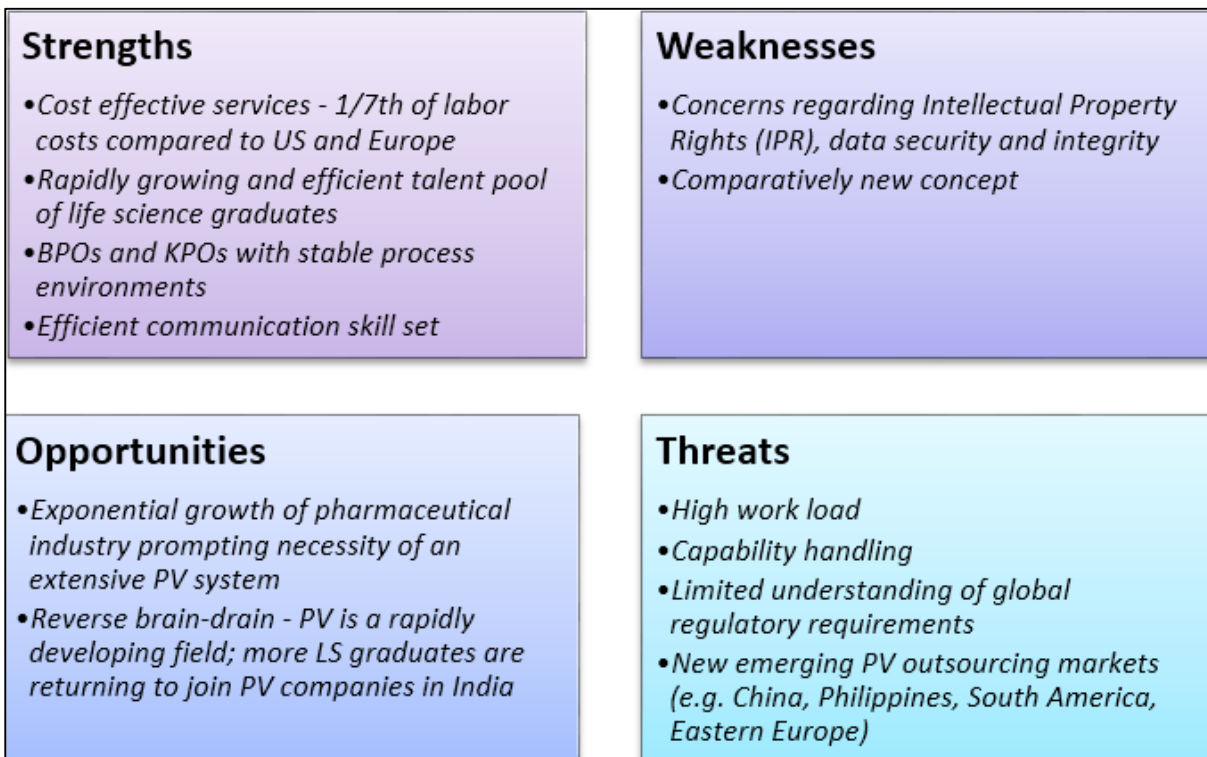 Strengths
•Cost effective services - 1/7th of labor
costs compared to US and Europe
•Rapidly growing and efficient talent pool
of life science graduates
•BPOs and KPOs with stable process
environments
•Efficient communication skill set
Weaknesses
•Concerns regarding Intellectual Property
Rights (IPR), data security and integrity
•Comparatively new concept
Opportunities
•Exponential growth of pharmaceutical
industry prompting necessity of an
extensive PV system
•Reverse brain-drain - PV is a rapidly
developing field; more LS graduates are
returning to join PV companies in India
Threats
•High work load
•Capability handling
•Limited understanding of global
regulatory requirements
•New emerging PV outsourcing markets
(e.g. China, Philippines, South America,
Eastern Europe)